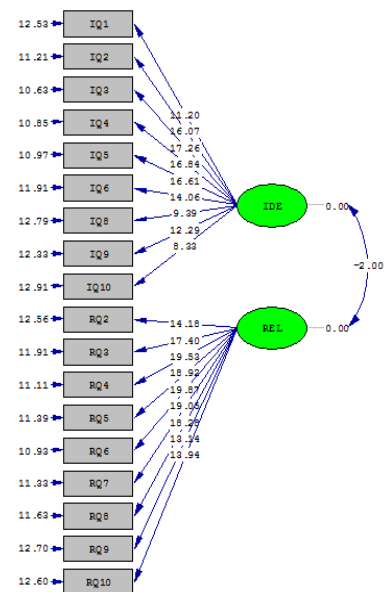 12.53 IQ1
11.21 IQ2
10.63 IQ3
10.85 IQ4
10.97 IQ5
11.91 IQ6
12.79 IQ8
12.33 IQ9
12.91 IQ10
12.56 RQ2
11.91 RQ3
11.11 RQ4
11.39 RQ5
10.93 RQ6
11.33 RQ7
11.63 RQ8
12.70 RQ9
12.60 RQ10
11.20
16.07
17.26
16.84
16.61
14.06
9.39
12.29
8.33
14.18
17.40
19.53
18.92
19.87
19.05
18.28
13.14
13.94
IDE 0.00
-2.00
REL 0.00